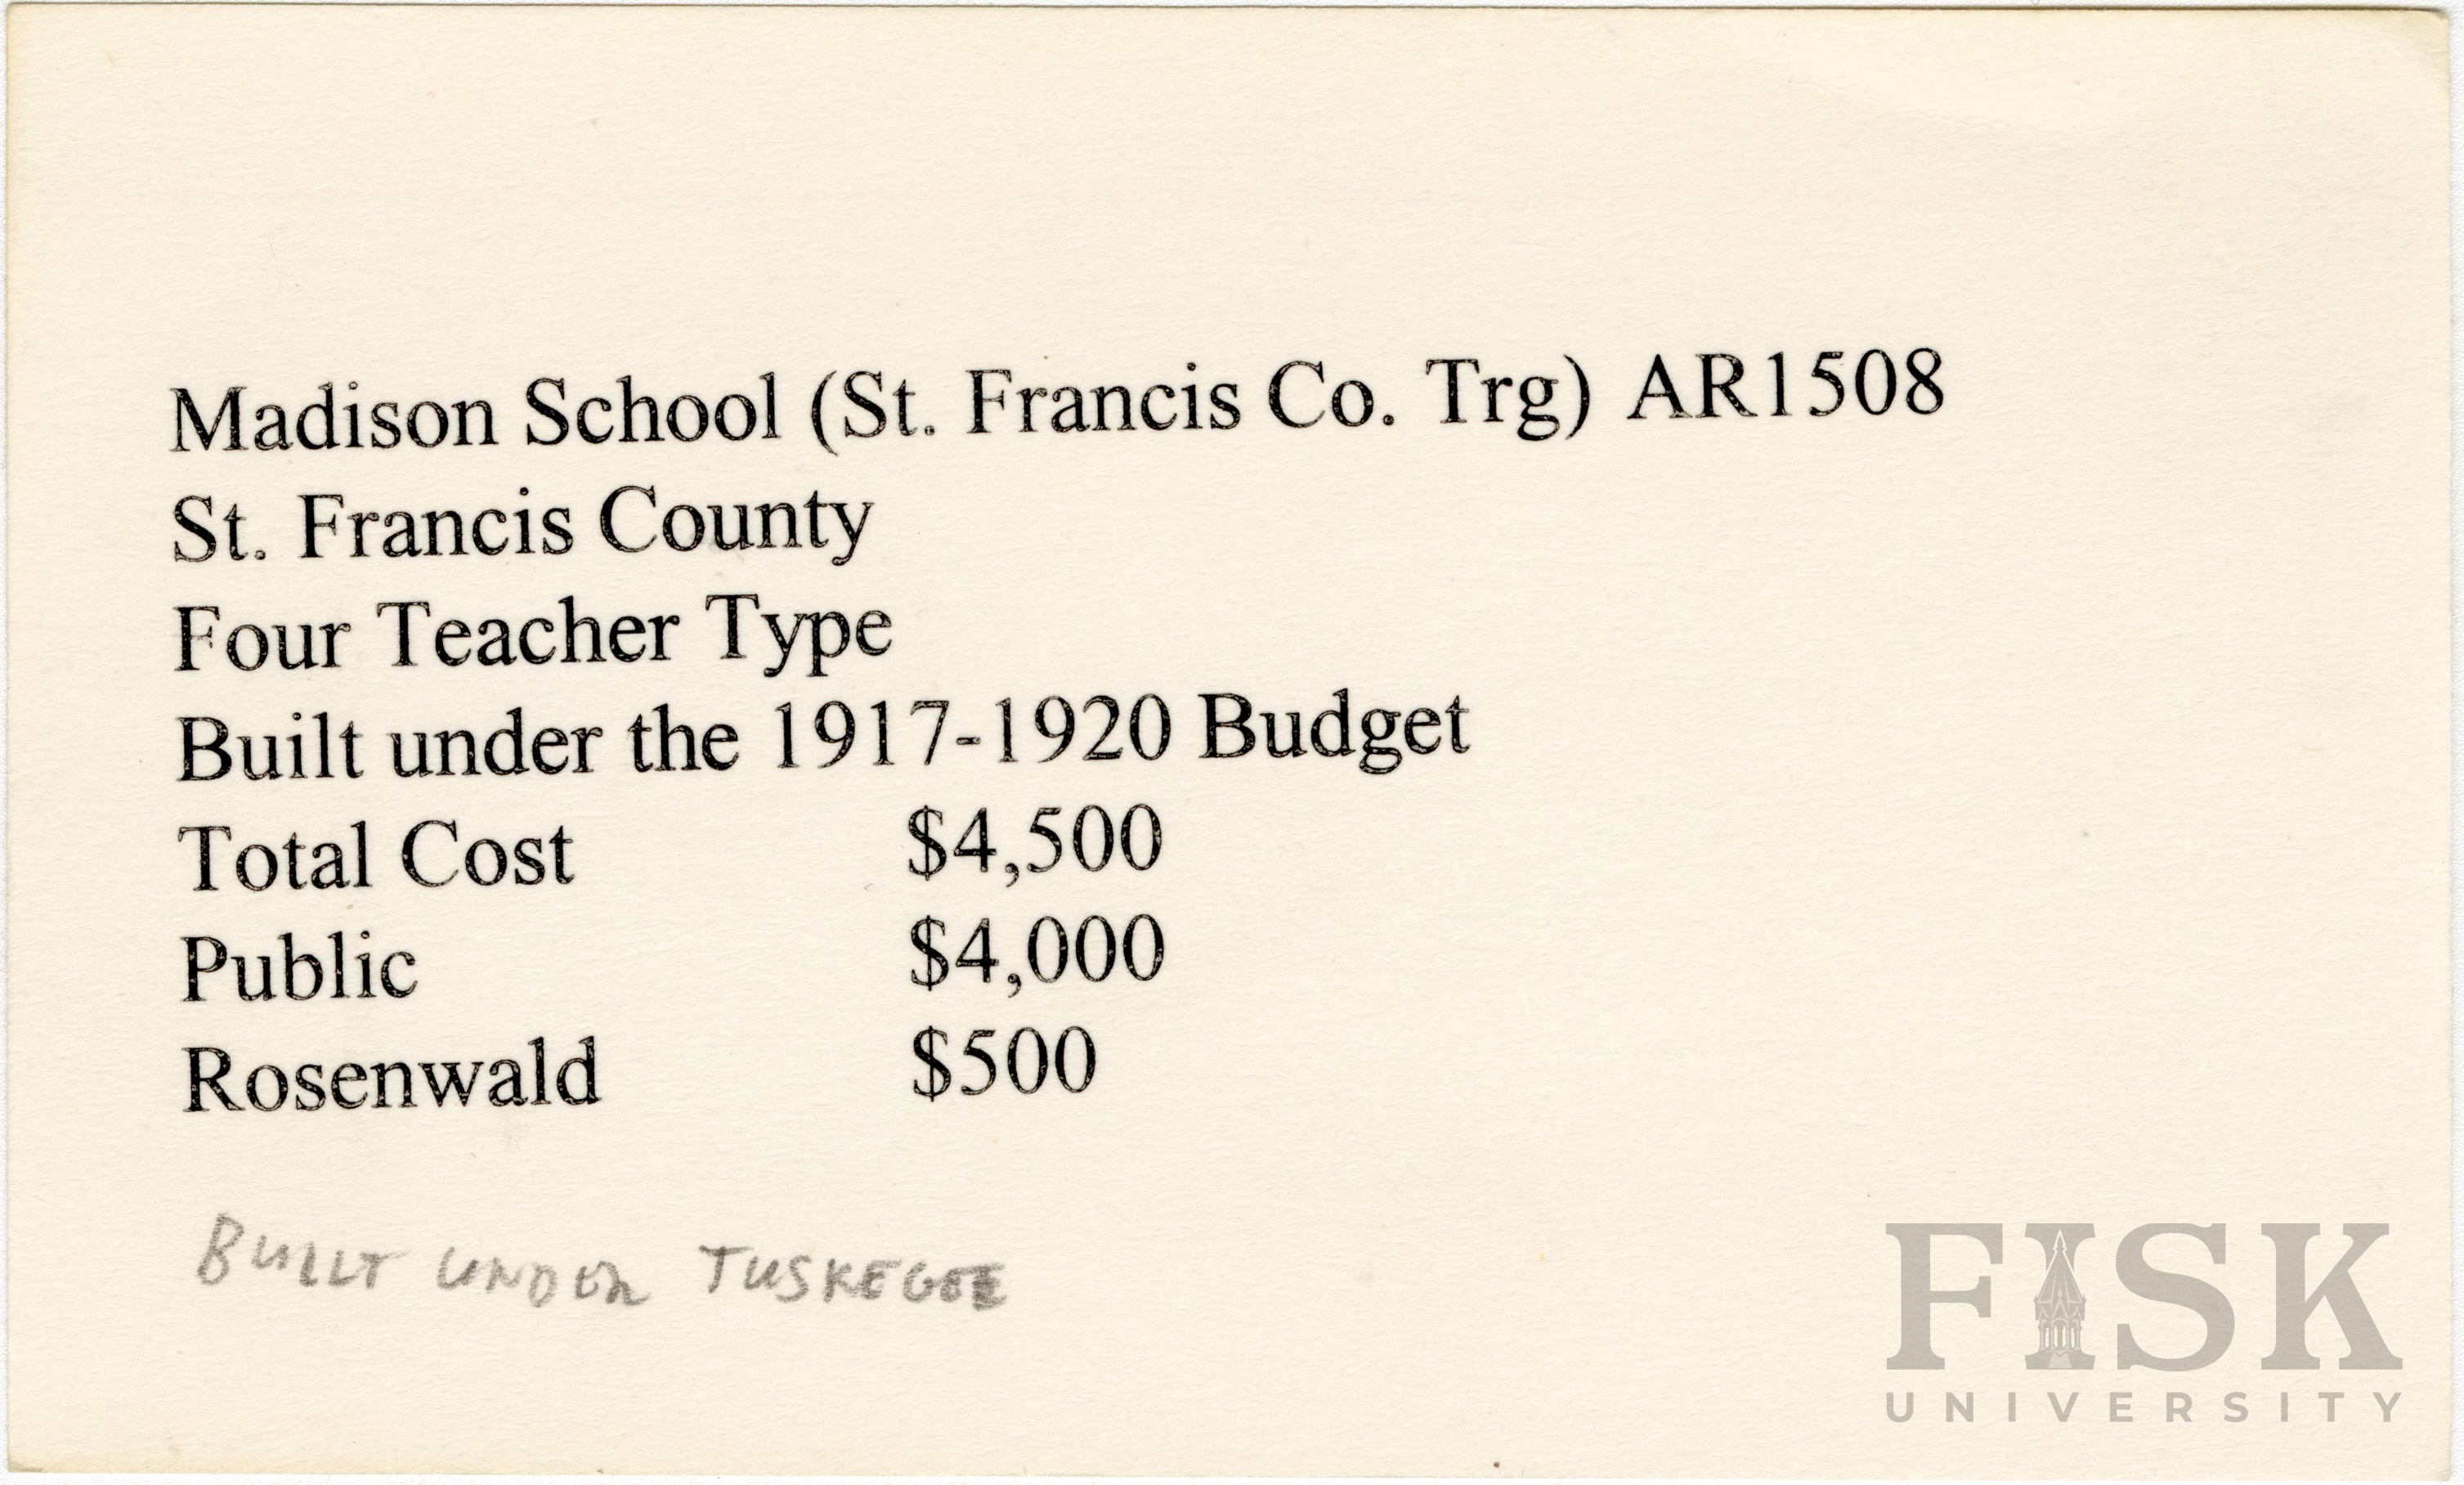 Madison School (St. Francis Co. Trg) AR1508
St. Francis County
Four Teacher Type
Built under the 1917-1920 Budget
Total Cost $4,500
Public $4,000
Rosenwald $500
BUILT UNDER TUSKEGEE
FISK
UNIVERSITY